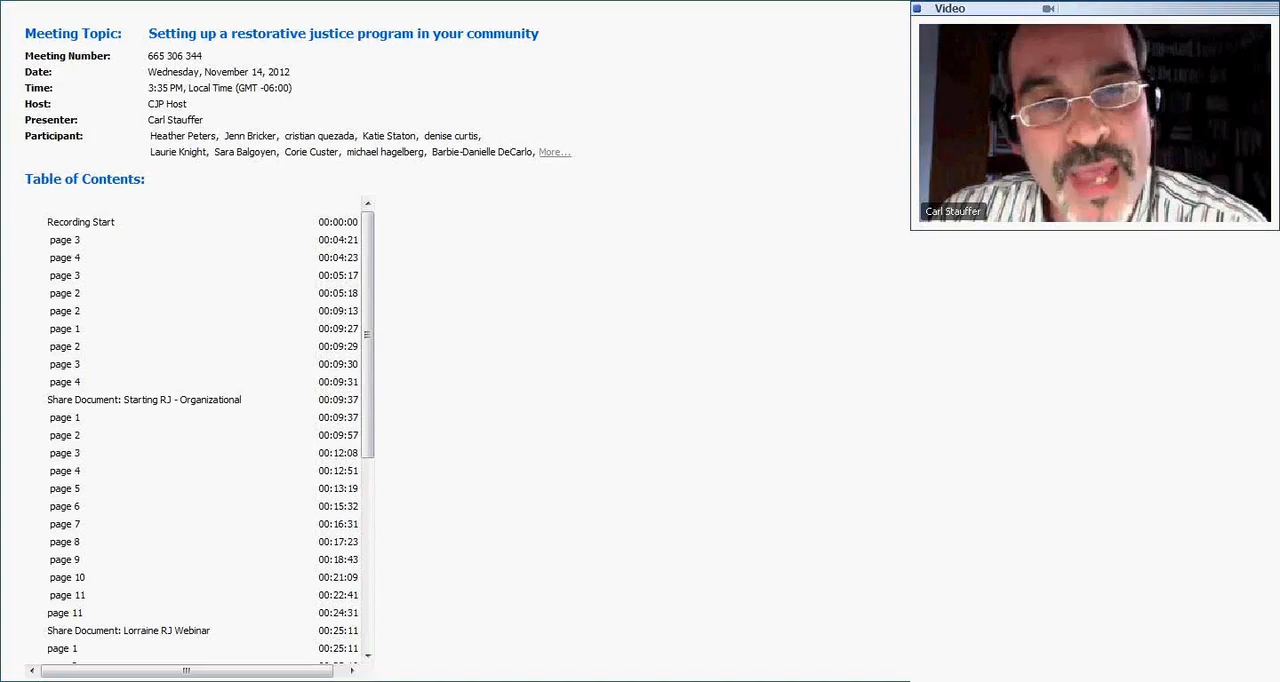 Meeting Topic: Setting up a restorative justice program in your community
Meeting Number: 665 306 344
Date: Wednesday, November 14, 2012
Time: 3:35 PM, Local Time (GMT -06:00)
Host: CJP Host
Presenter: Carl Stauffer
Participant: Heather Peters, Jenn Bricker, cristian quezada, Katie Staton, denise curtis,
Laurie Knight, Sara Balgoyen, Corie Custer, michael hagelberg, Barbie-Danielle DeCarlo, More...
Table of Contents:
Recording Start 00:00:00
page 3 00:04:21
page 4 00:04:23
page 3 00:05:17
page 2 00:05:18
page 2 00:09:13
page 1 00:09:27
page 2 00:09:29
page 3 00:09:30
page 4 00:09:31
Share Document: Starting RJ - Organizational 00:09:37
page 1 00:09:37
page 2 00:09:57
page 3 00:12:08
page 4 00:12:51
page 5 00:13:19
page 6 00:15:32
page 7 00:16:31
page 8 00:17:23
page 9 00:18:43
page 10 00:21:09
page 11 00:22:41
page 11 00:24:31
Share Document: Lorraine RJ Webinar 00:25:11
page 1 00:25:11
Video
Carl Stauffer